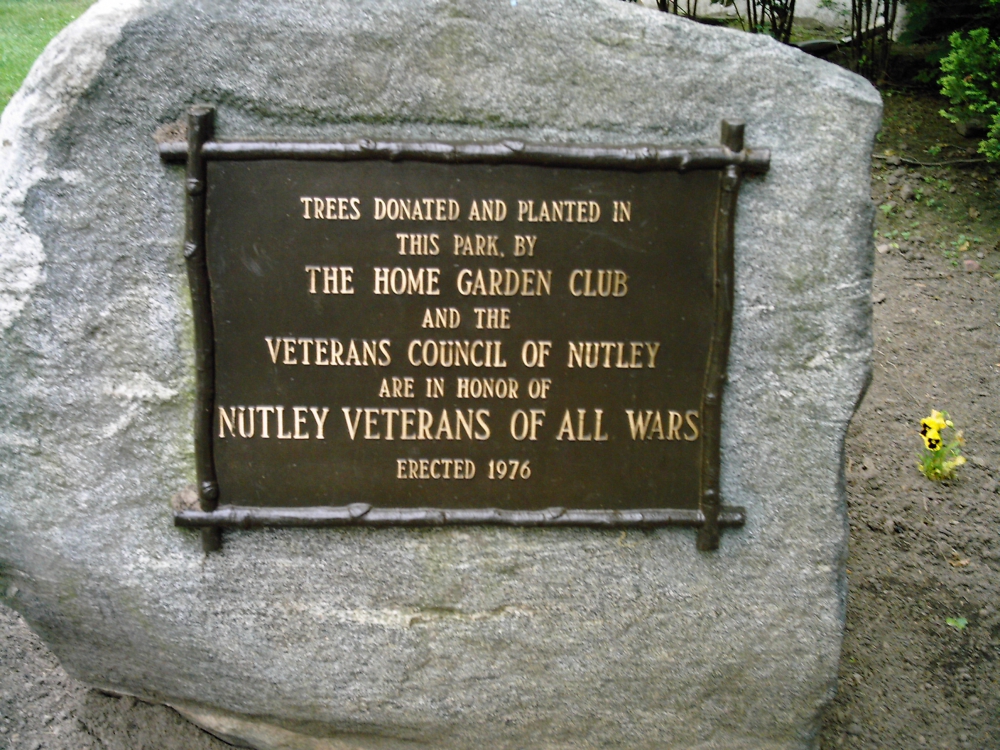 TREES DONATED AND PLANTED IN
THIS PARK, BY
THE HOME GARDEN CLUB
AND THE
VETERANS COUNCIL OF NUTLEY
ARE IN HONOR OF
NUTLEY VETERANS OF ALL WARS
ERECTED 1976